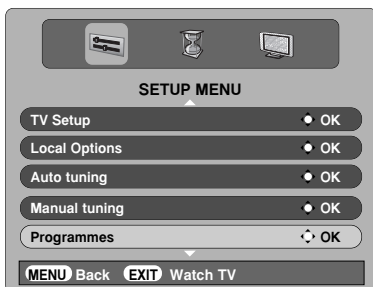 SETUP MENU
TV Setup OK
Local Options OK
Auto tuning OK
Manual tuning OK
Programmes OK
MENU Back EXIT Watch TV